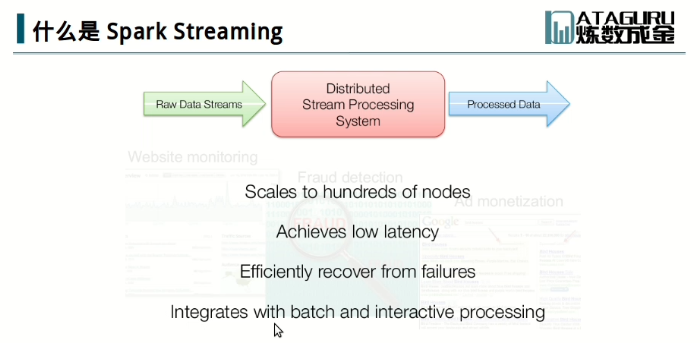 什么是 Spark Streaming
ATAGURU
炼数成金
Raw Data Streams
Distributed
Stream Processing
System
Processed Data
Website monitoring
Fraud detection
Ad monetization
Google
FRAUD
Scales to hundreds of nodes
Achieves low latency
Efficiently recover from failures
Integrates with batch and interactive processing